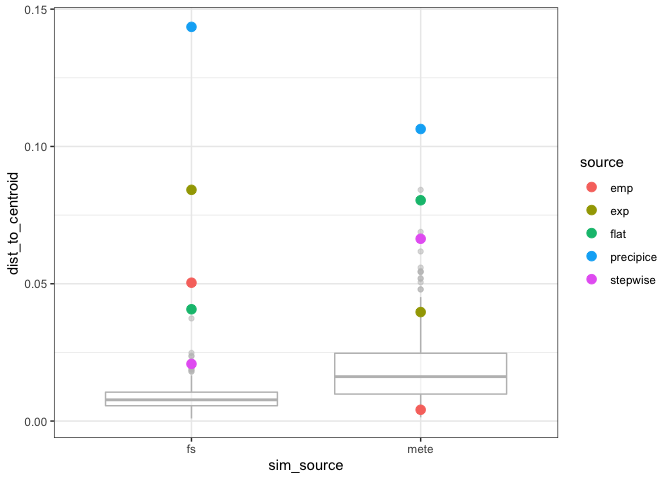 0.15
0.10
0.05
0.00
dist_to_centroid
fs
mete
sim_source
source
emp
exp
flat
precipice
stepwise